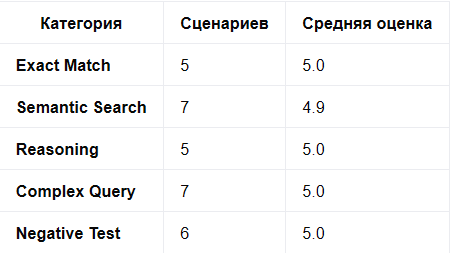 Категория Сценариев Средняя оценка
Exact Match 5 5.0
Semantic Search 7 4.9
Reasoning 5 5.0
Complex Query 7 5.0
Negative Test 6 5.0